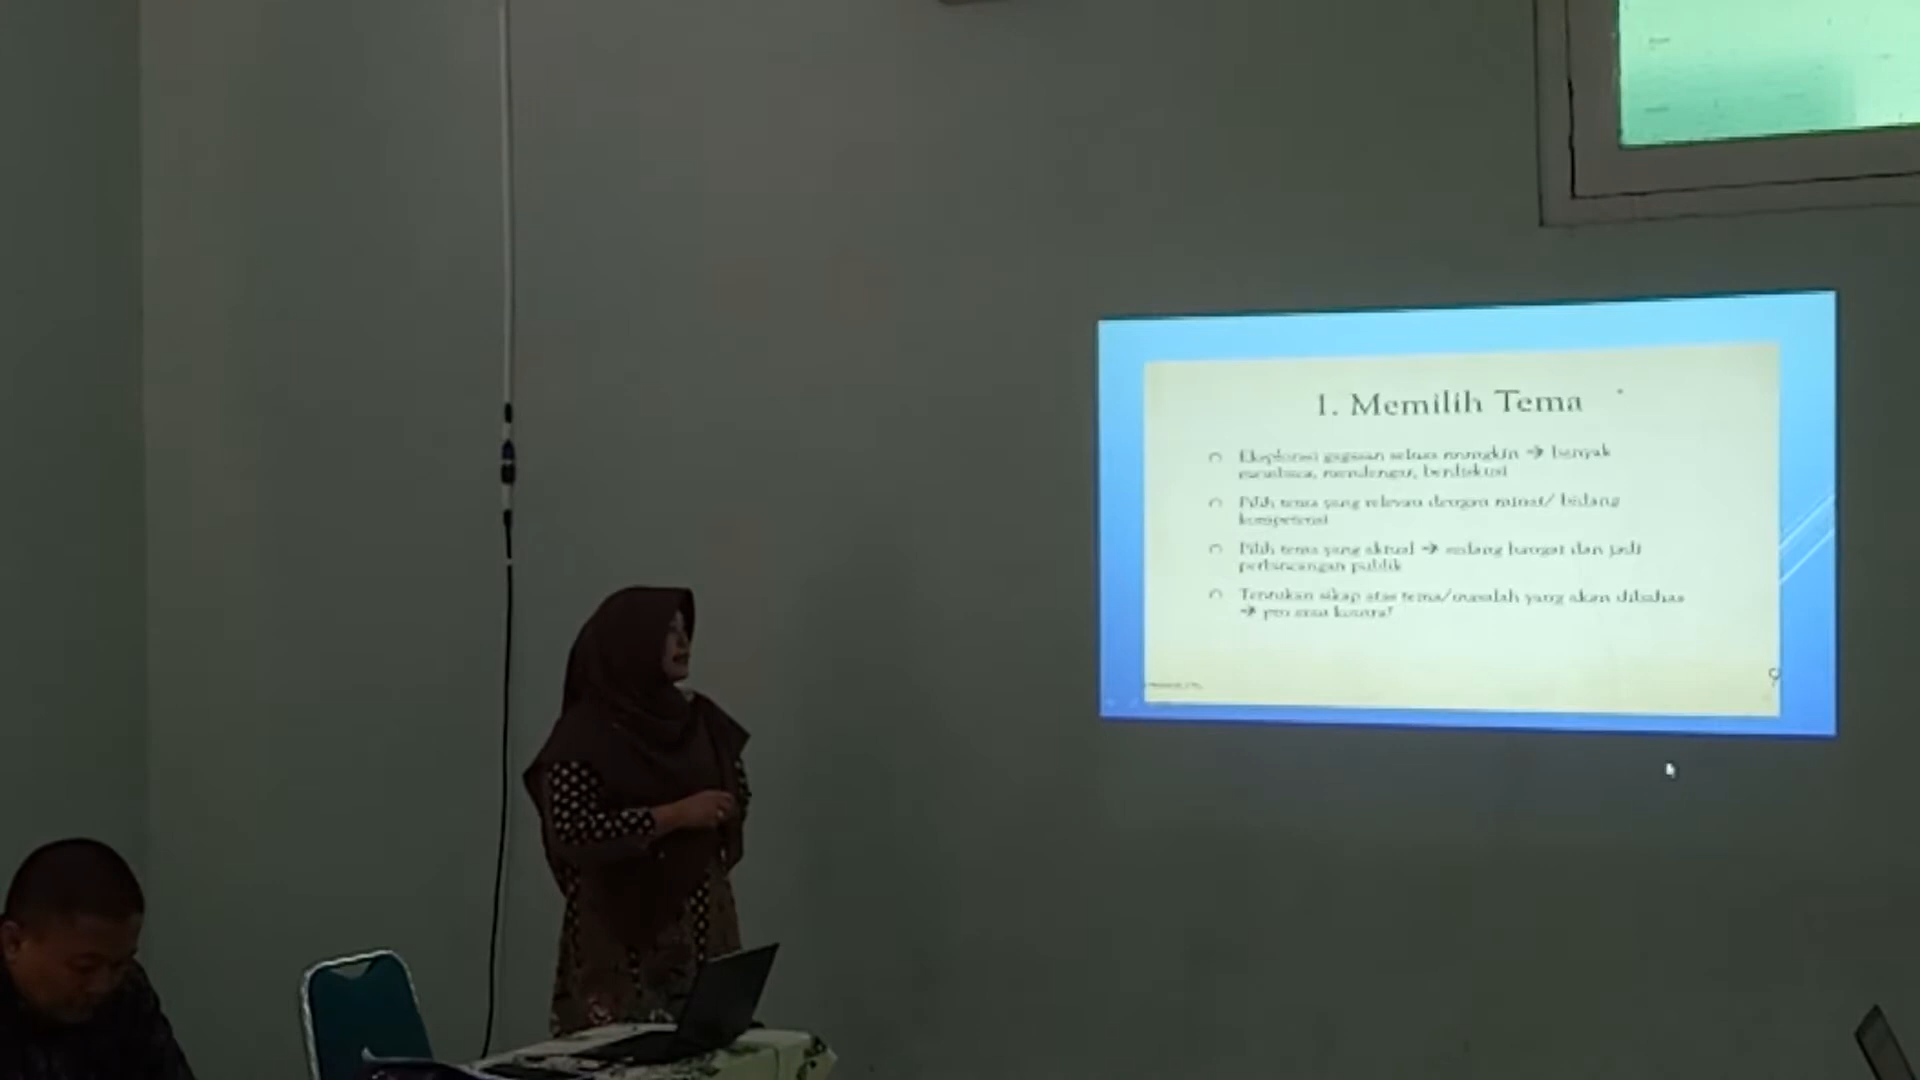 1. Memilih Tema
Eksplorasi gagasan seluas mungkin → banyak
membaca, mendengar, berdiskusi
Pilih tema yang relevan dengan minat/ bidang
kompetensi
Pilih tema yang aktual → sedang hangat dan jadi
perbincangan publik
Tentukan sikap atas tema/masalah yang akan dibahas
→ pro atau kontra?